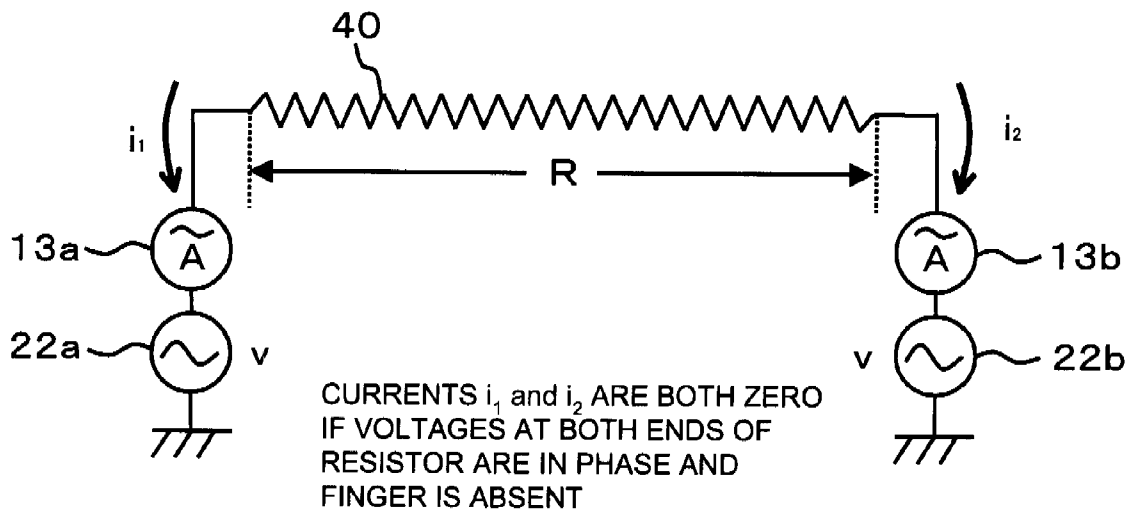 40
i₁
i₂
R
13a
A
A
13b
22a
v
v
22b
CURRENTS i₁ and i₂ ARE BOTH ZERO
IF VOLTAGES AT BOTH ENDS OF
RESISTOR ARE IN PHASE AND
FINGER IS ABSENT